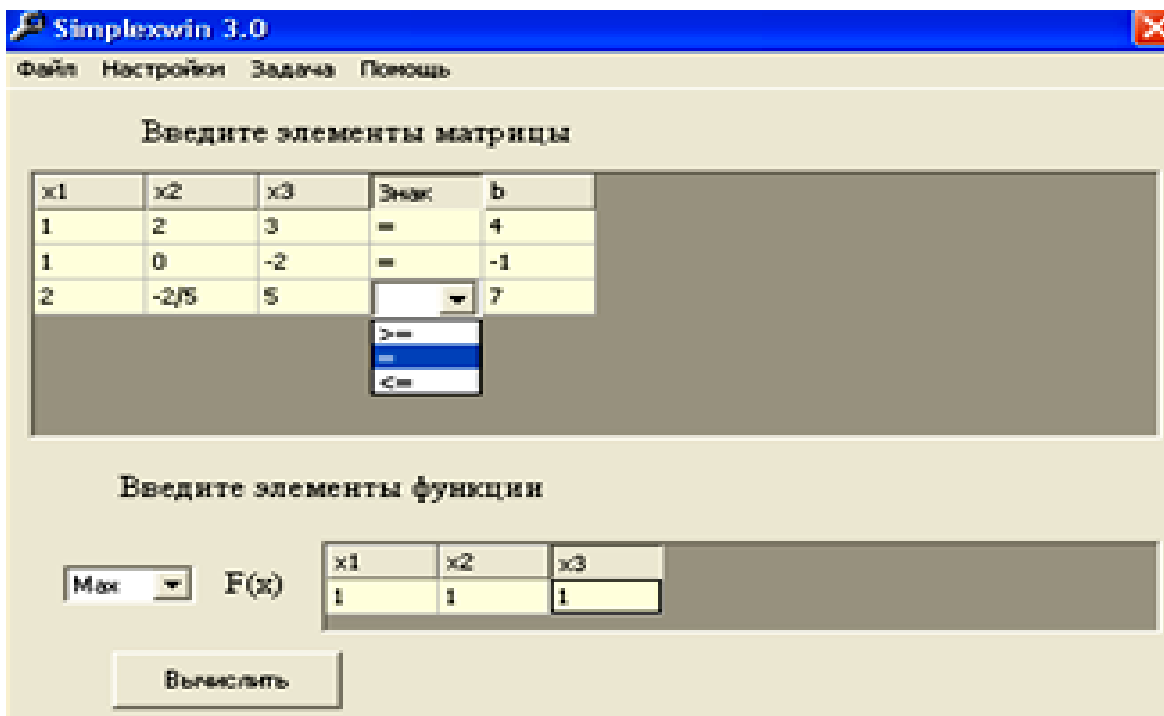 Simplexwin 3.0
Файл Настройки Задача Помощь
Введите элементы матрицы
x1 x2 x3 Знак b
1 2 3 = 4
1 0 -2 = -1
2 -2/5 5 7
>=
=
<=
Введите элементы функции
x1 x2 x3
Max F(x) 1 1 1
Вычислить